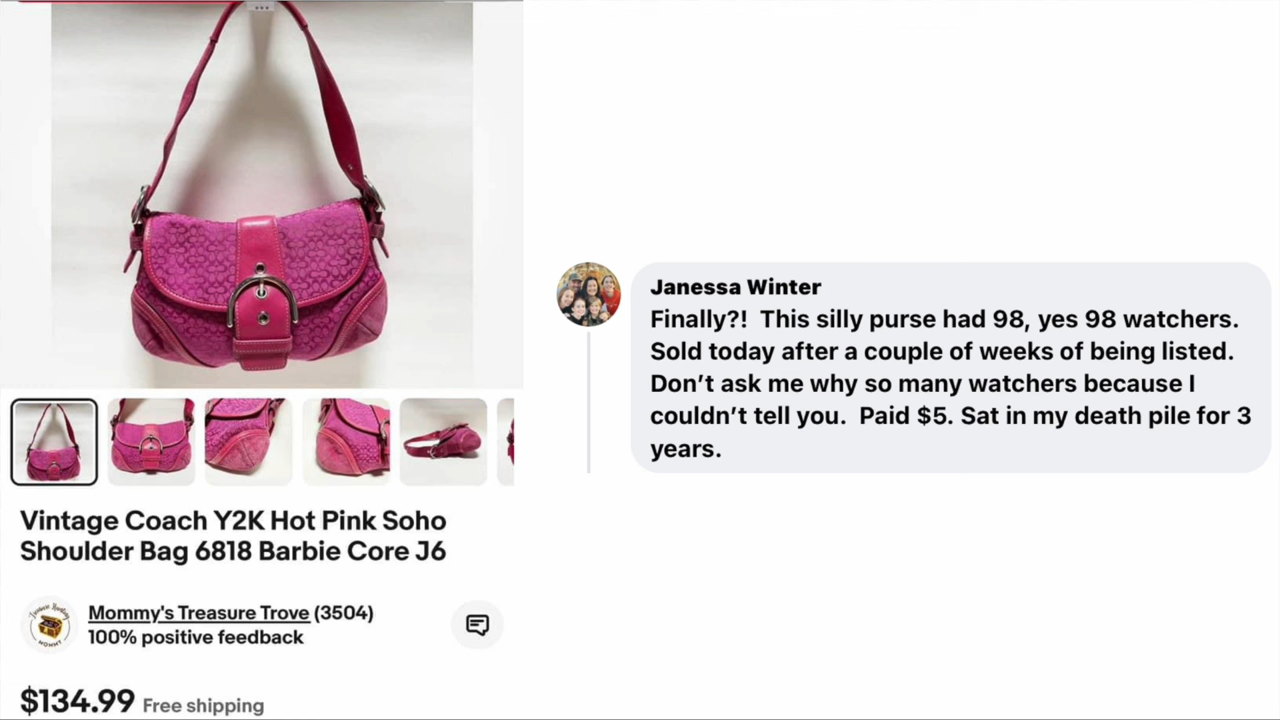 Vintage Coach Y2K Hot Pink Soho
Shoulder Bag 6818 Barbie Core J6
Mommy's Treasure Trove (3504)
100% positive feedback
$134.99 Free shipping
Janessa Winter
Finally?!  This silly purse had 98, yes 98 watchers.
Sold today after a couple of weeks of being listed.
Don’t ask me why so many watchers because I
couldn’t tell you.  Paid $5. Sat in my death pile for 3
years.